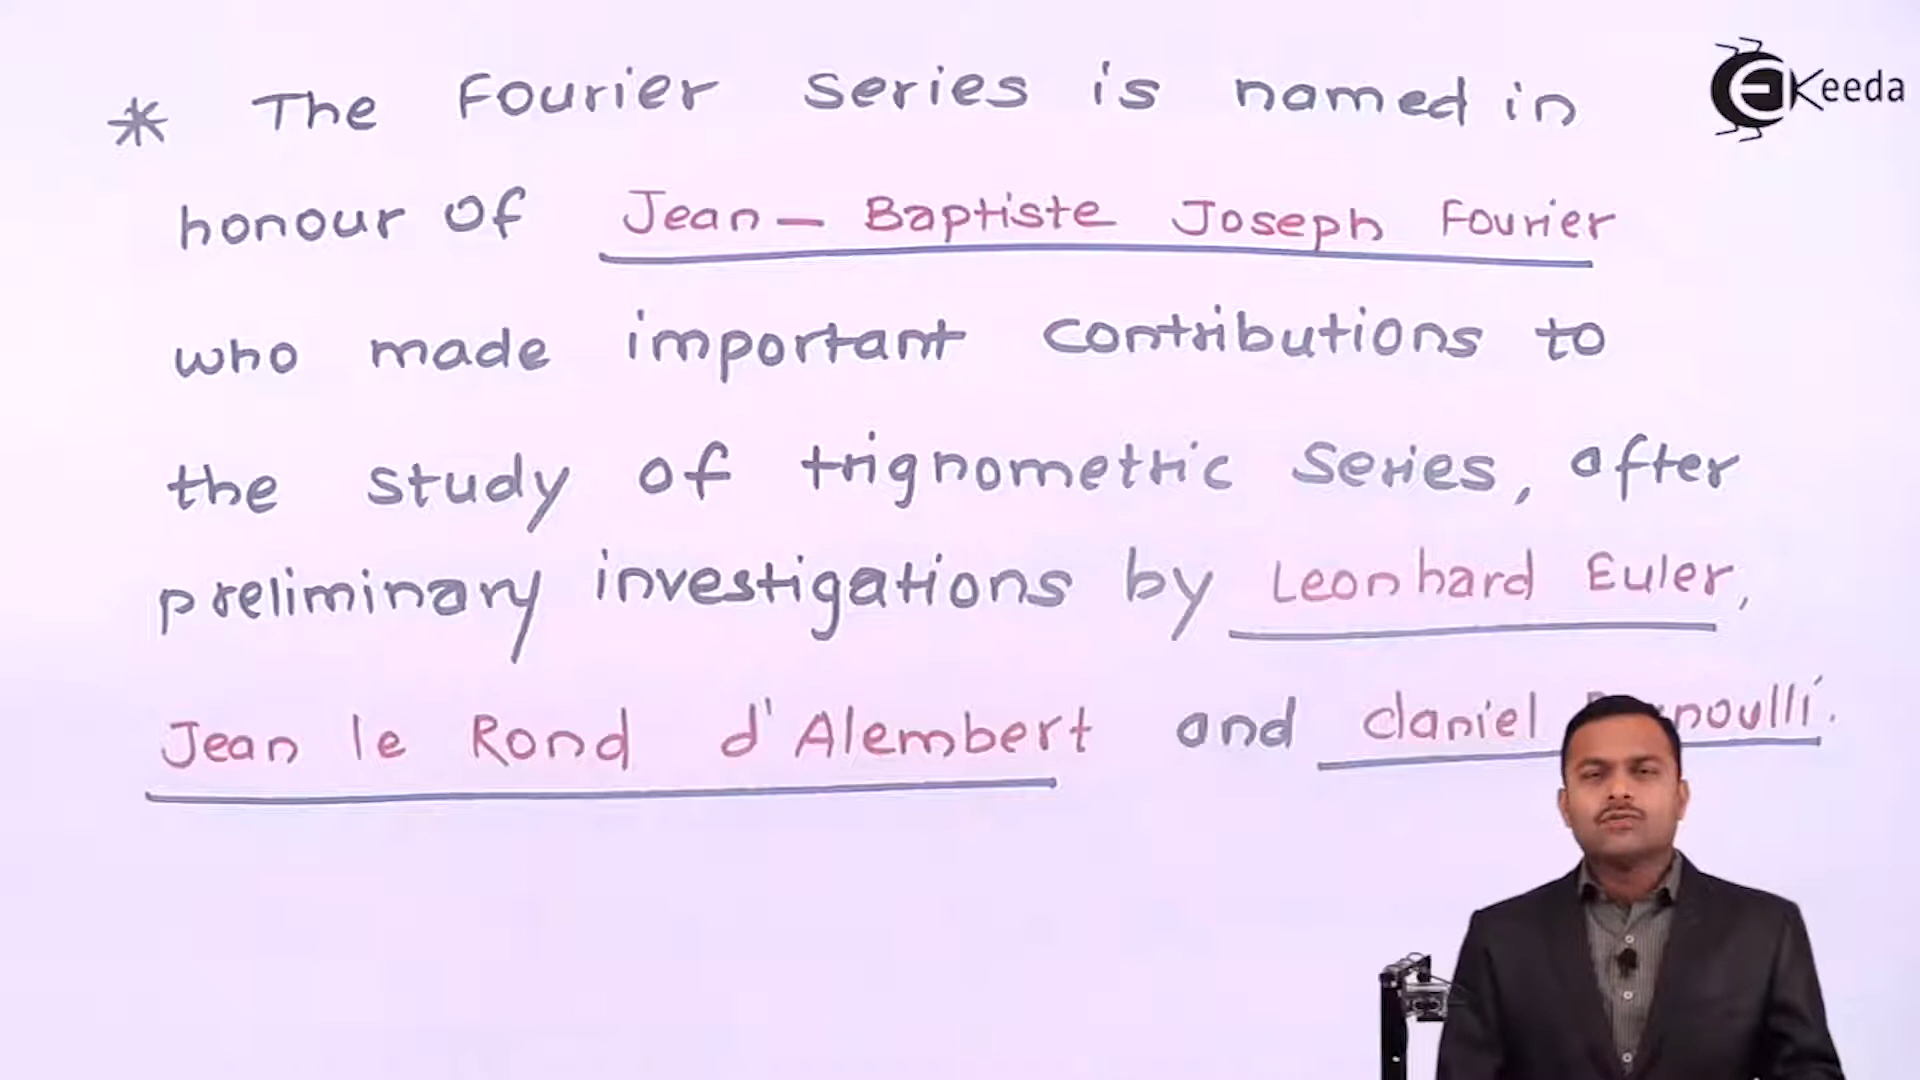 * The Fourier series is named in
honour of Jean - Baptiste Joseph Fourier
who made important contributions to
the study of trignometric series, after
preliminary investigations by Leonhard Euler,
Jean le Rond d'Alembert and daniel
EKeeda